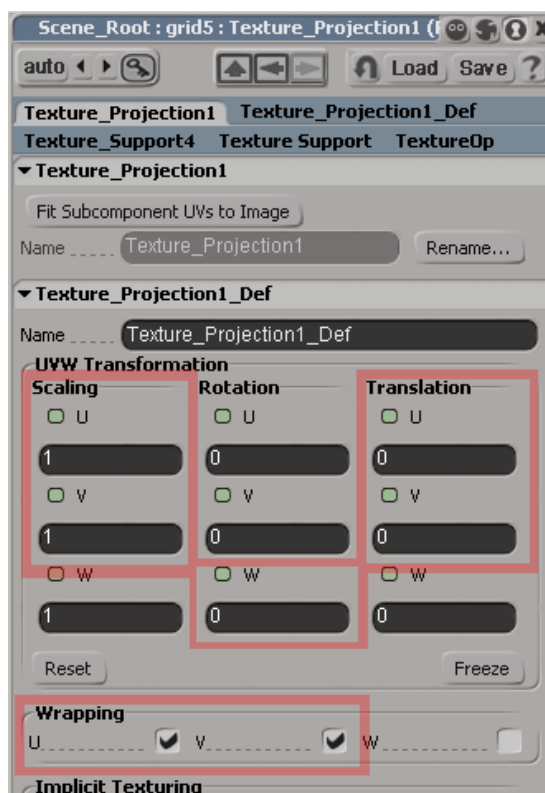 Scene_Root : grid5 : Texture_Projection1 (
auto Load Save ?
Texture_Projection1 Texture_Projection1_Def
Texture_Support4 Texture Support TextureOp
Texture_Projection1
Fit Subcomponent UVs to Image
Name Texture_Projection1 Rename...
Texture_Projection1_Def
Name Texture_Projection1_Def
UVW Transformation
Scaling Rotation Translation
U U U
1 0 0
V V V
1 0 0
W W W
1 0 0
Reset Freeze
Wrapping
U V W
Implicit Texturing